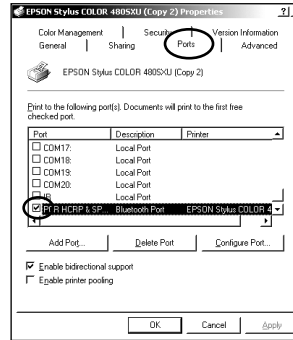 EPSON Stylus COLOR 480SXU (Copy 2) Properties
Color Management Security Version Information
General Sharing Ports Advanced
EPSON Stylus COLOR 480SXU (Copy 2)
Print to the following port(s). Documents will print to the first free
checked port.
Port Description Printer
COM17: Local Port
COM18: Local Port
COM19: Local Port
COM20: Local Port
IR Local Port
HCRP & SP... Bluetooth Port EPSON Stylus COLOR 4
Add Port... Delete Port Configure Port...
Enable bidirectional support
Enable printer pooling
OK Cancel Apply